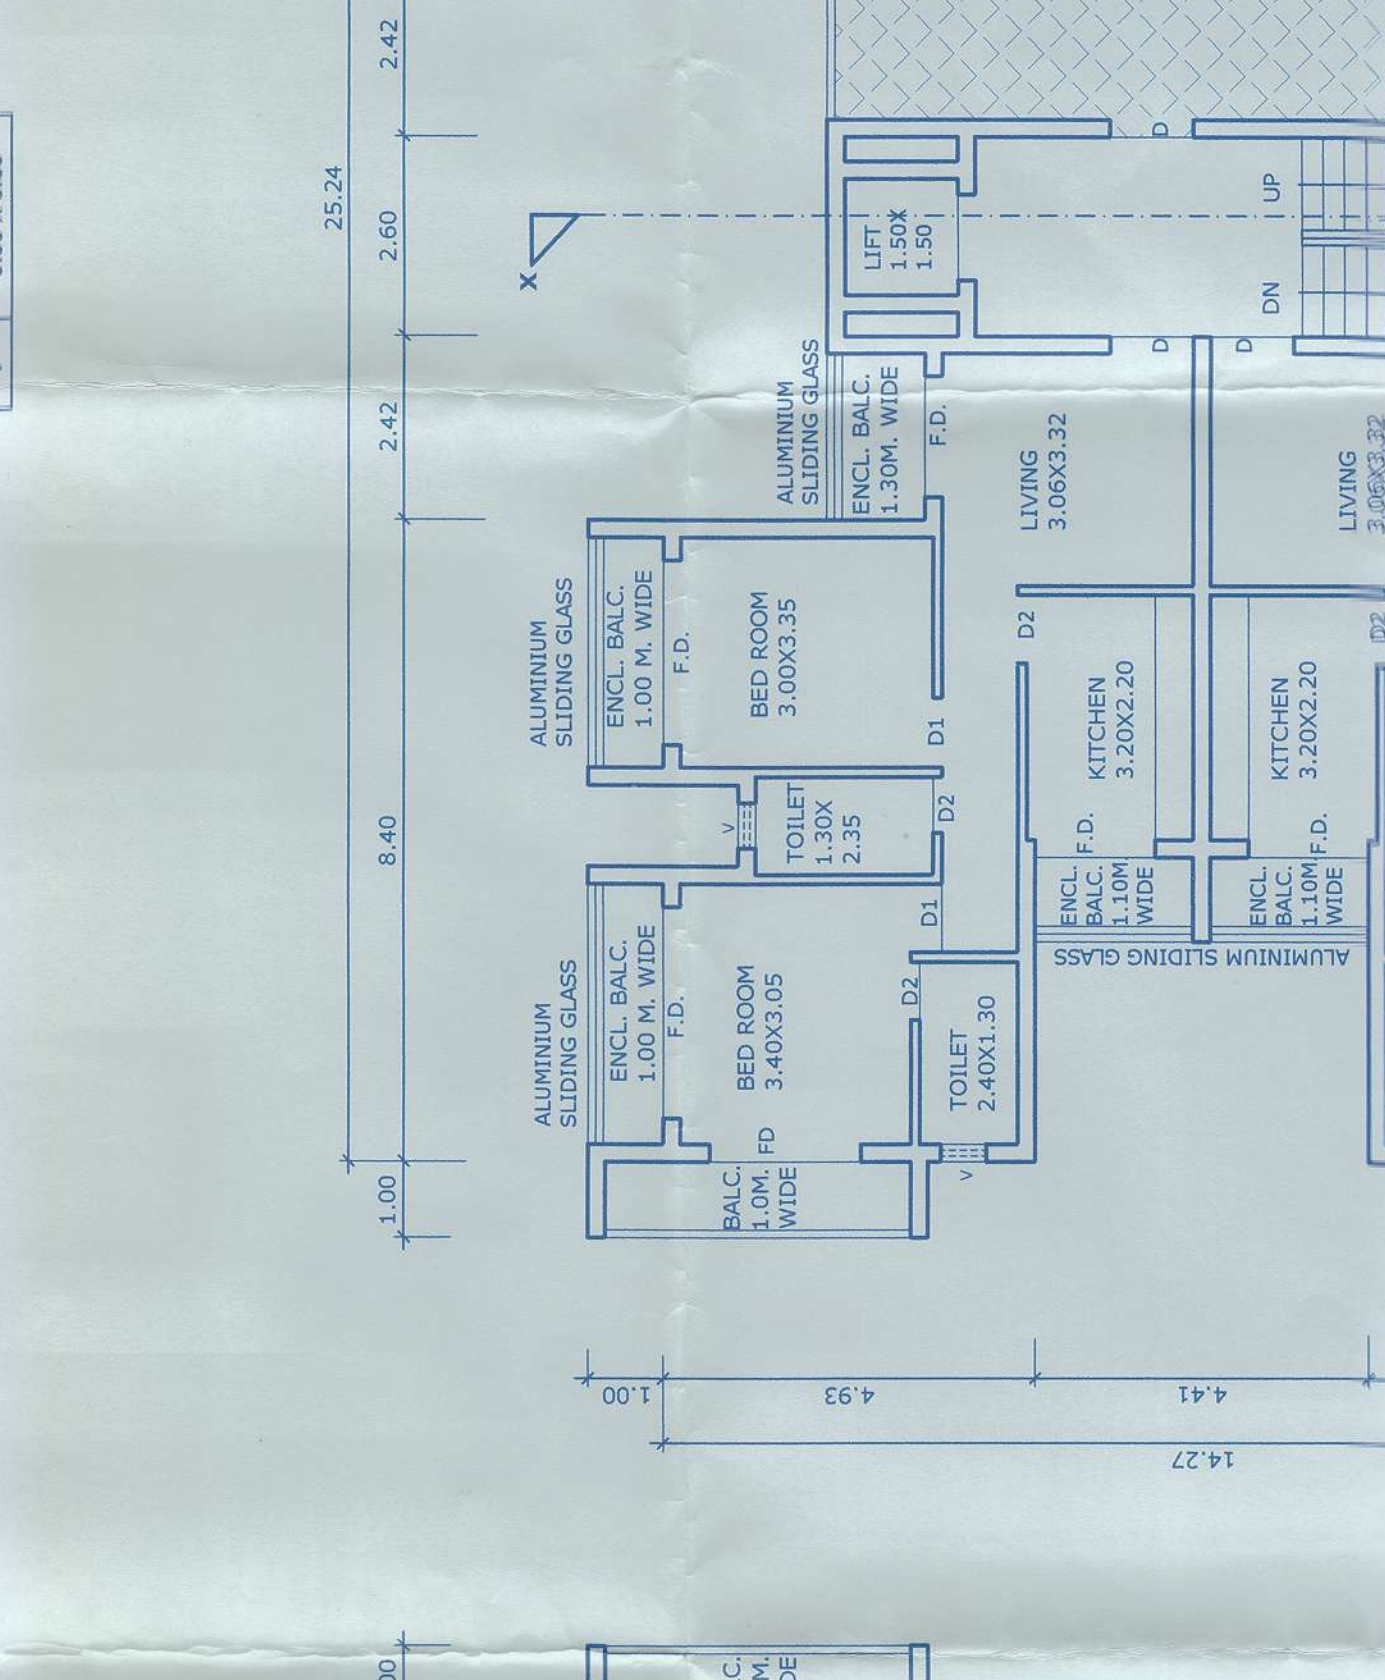 2.42
25.24
2.60
2.42
8.40
1.00
X
LIFT
1.50X
1.50
UP
DN
D
D
D
ALUMINIUM
SLIDING GLASS
ENCL. BALC.
1.30M. WIDE
F.D.
LIVING
3.06X3.32
LIVING
3.06X3.32
ALUMINIUM
SLIDING GLASS
ENCL. BALC.
1.00 M. WIDE
F.D.
BED ROOM
3.00X3.35
D1
D2
D2
KITCHEN
3.20X2.20
F.D.
KITCHEN
3.20X2.20
F.D.
V
TOILET
1.30X
2.35
D2
ENCL.
BALC.
1.10M
WIDE
ENCL.
BALC.
1.10M
WIDE
ALUMINIUM SLIDING GLASS
ALUMINIUM
SLIDING GLASS
ENCL. BALC.
1.00 M. WIDE
F.D.
BED ROOM
3.40X3.05
D1
D2
TOILET
2.40X1.30
V
FD
BALC.
1.0M.
WIDE
1.00
4.93
4.41
14.27